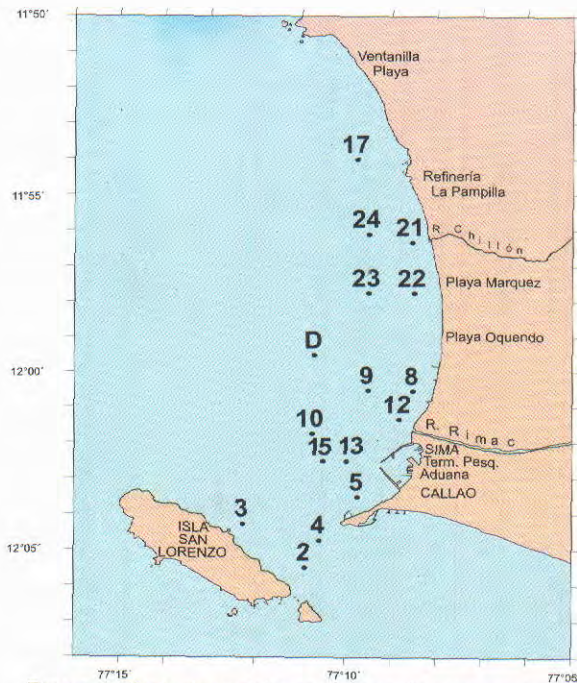 11°50´
Ventanilla
Playa
17
11°55´
Refinería
La Pampilla
24
21
R. Chillón
23
22
Playa Marquez
D
Playa Oquendo
12°00´
9
8
12
10
R. Rimac
15
13
SIMA
Term. Pesq.
Aduana
5
CALLAO
3
ISLA
SAN
LORENZO
4
12°05´
2
77°15´
77°10´
77°05